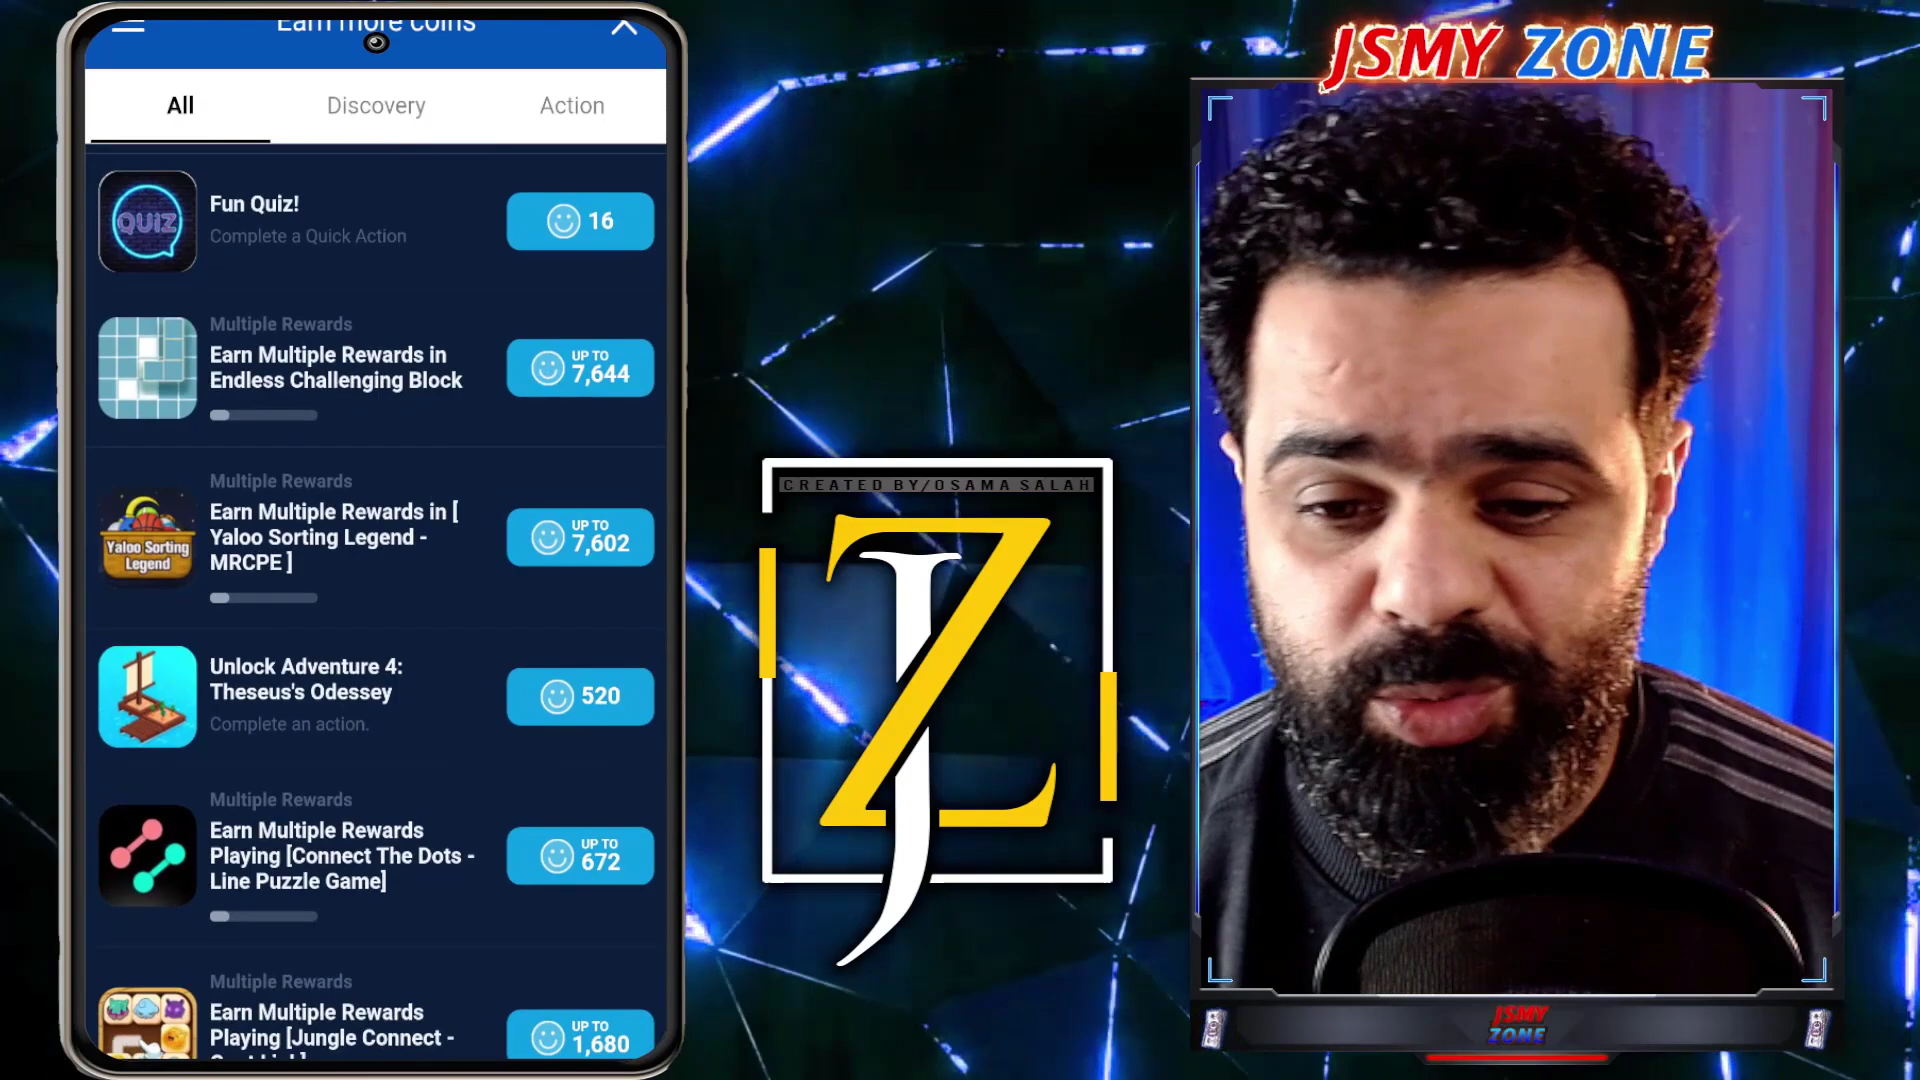 Earn more coins
All
Discovery
Action
QUIZ
Fun Quiz!
Complete a Quick Action
16
Multiple Rewards
Earn Multiple Rewards in
Endless Challenging Block
UP TO
7,644
Multiple Rewards
Earn Multiple Rewards in [
Yaloo Sorting Legend -
MRCPE ]
Yaloo Sorting
Legend
UP TO
7,602
Unlock Adventure 4:
Theseus's Odessey
Complete an action.
520
Multiple Rewards
Earn Multiple Rewards
Playing [Connect The Dots -
Line Puzzle Game]
UP TO
672
Multiple Rewards
Earn Multiple Rewards
Playing [Jungle Connect -
UP TO
1,680
CREATED BY/OSAMA SALAH
JZ
JSMY ZONE
JSMY
ZONE